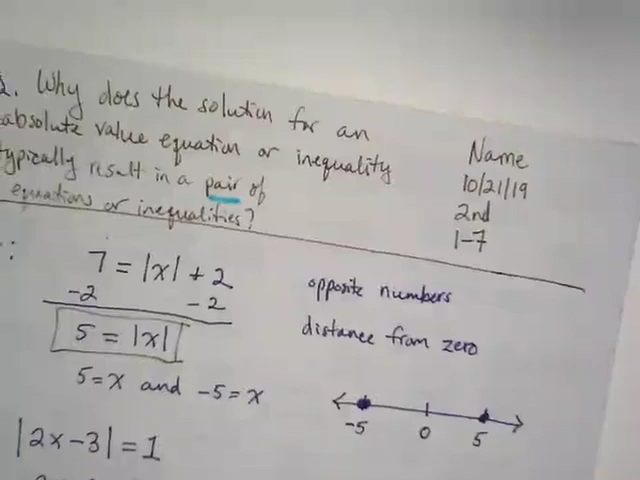 2. Why does the solution for an
absolute value equation or inequality
typically result in a pair of
equations or inequalities?
Name
10/21/19
2nd
1-7
7 = |x| + 2
-2 -2
5 = |x|
5 = x and -5 = x
opposite numbers
distance from zero
-5 0 5
|2x-3| = 1